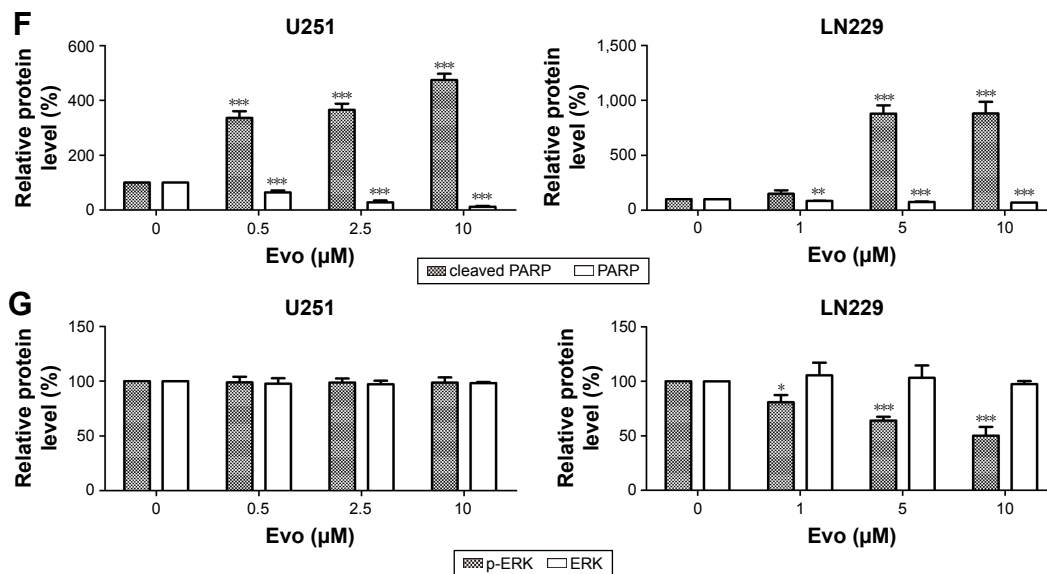 F
U251
Relative protein
level (%)
600
400
200
0
***
***
***
***
***
***
0
0.5
2.5
10
Evo (µM)
LN229
Relative protein
level (%)
1,500
1,000
500
0
**
***
***
***
***
0
1
5
10
Evo (µM)
cleaved PARP PARP
G
U251
Relative protein
level (%)
150
100
50
0
0
0.5
2.5
10
Evo (µM)
LN229
Relative protein
level (%)
150
100
50
0
*
***
***
0
1
5
10
Evo (µM)
p-ERK ERK